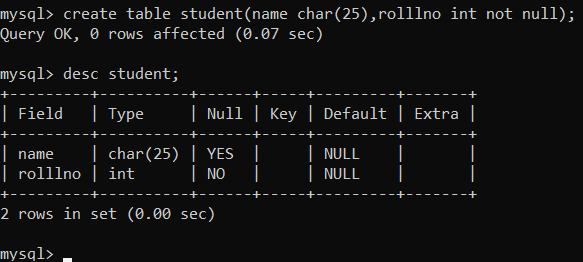 mysql> create table student(name char(25),rolllno int not null);
Query OK, 0 rows affected (0.07 sec)

mysql> desc student;
+---------+----------+------+-----+---------+-------+
| Field   | Type     | Null | Key | Default | Extra |
+---------+----------+------+-----+---------+-------+
| name    | char(25) | YES  |     | NULL    |       |
| rolllno | int      | NO   |     | NULL    |       |
+---------+----------+------+-----+---------+-------+
2 rows in set (0.00 sec)

mysql> _